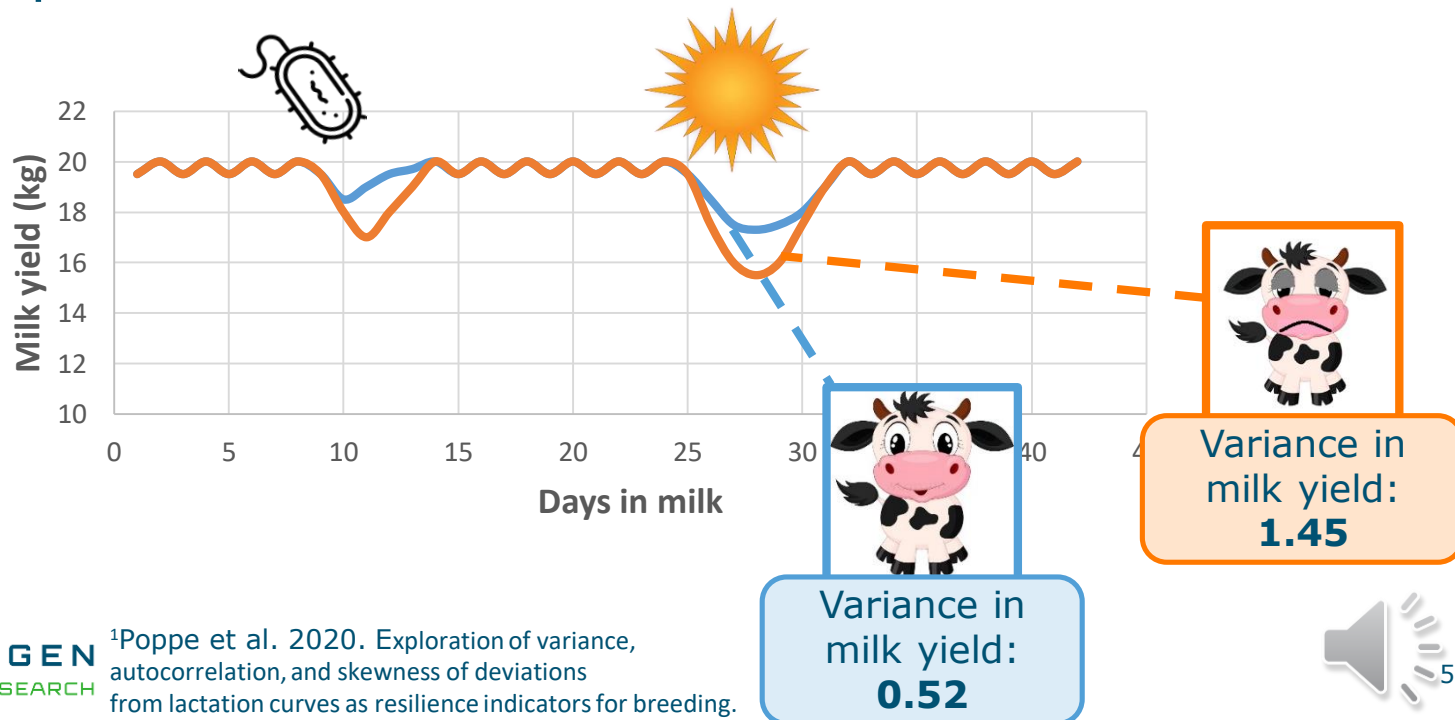 Milk yield (kg)
22
20
18
16
14
12
10
0 5 10 15 20 25 30 40
Days in milk
Variance in
milk yield:
1.45
Variance in
milk yield:
0.52
GEN
SEARCH
¹Poppe et al. 2020. Exploration of variance,
autocorrelation, and skewness of deviations
from lactation curves as resilience indicators for breeding.
5